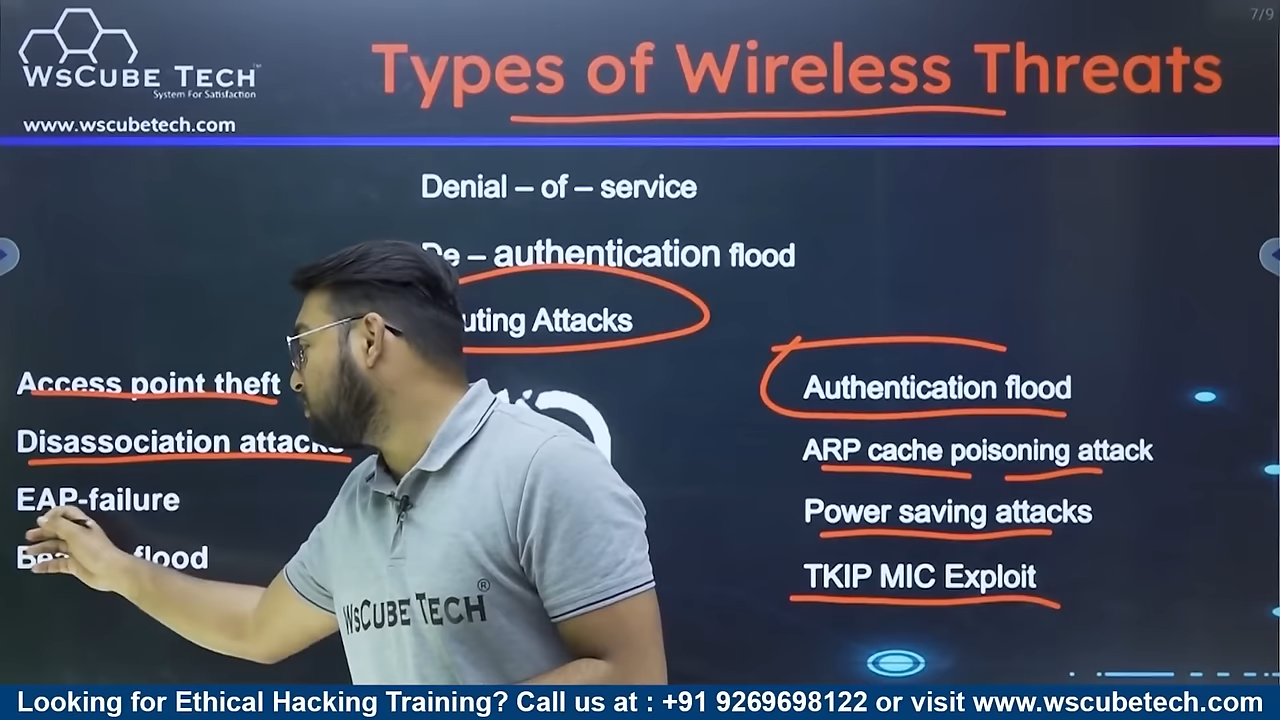 7/9
WSCUBE TECH™
System For Satisfaction
www.wscubetech.com
Types of Wireless Threats
Denial – of – service
– authentication flood
Attacks
Access point theft
Disassociation attacks
EAP-failure
flood
Authentication flood
ARP cache poisoning attack
Power saving attacks
TKIP MIC Exploit
WSCUBE TECH®
Looking for Ethical Hacking Training? Call us at : +91 9269698122 or visit www.wscubetech.com